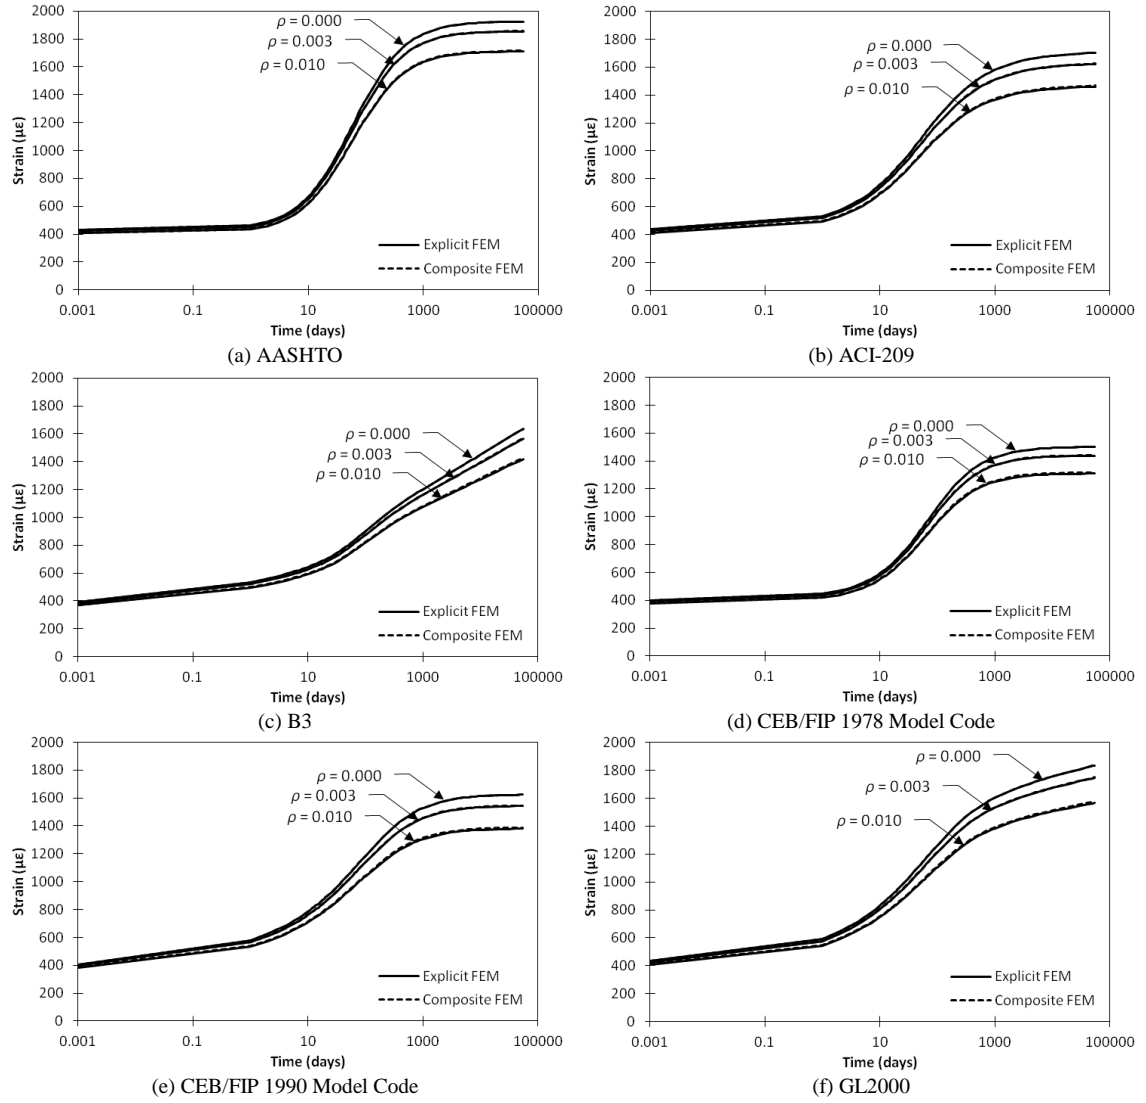 2000
1800
1600
1400
1200
1000
800
600
400
200
0
Strain (με)
ρ = 0.000
ρ = 0.003
ρ = 0.010
Explicit FEM
Composite FEM
0.001 0.1 10 1000 100000
Time (days)
(a) AASHTO
2000
1800
1600
1400
1200
1000
800
600
400
200
0
Strain (με)
ρ = 0.000
ρ = 0.003
ρ = 0.010
Explicit FEM
Composite FEM
0.001 0.1 10 1000 100000
Time (days)
(b) ACI-209
2000
1800
1600
1400
1200
1000
800
600
400
200
0
Strain (με)
ρ = 0.000
ρ = 0.003
ρ = 0.010
Explicit FEM
Composite FEM
0.001 0.1 10 1000 100000
Time (days)
(c) B3
2000
1800
1600
1400
1200
1000
800
600
400
200
0
Strain (με)
ρ = 0.000
ρ = 0.003
ρ = 0.010
Explicit FEM
Composite FEM
0.001 0.1 10 1000 100000
Time (days)
(d) CEB/FIP 1978 Model Code
2000
1800
1600
1400
1200
1000
800
600
400
200
0
Strain (με)
ρ = 0.000
ρ = 0.003
ρ = 0.010
Explicit FEM
Composite FEM
0.001 0.1 10 1000 100000
Time (days)
(e) CEB/FIP 1990 Model Code
2000
1800
1600
1400
1200
1000
800
600
400
200
0
Strain (με)
ρ = 0.000
ρ = 0.003
ρ = 0.010
Explicit FEM
Composite FEM
0.001 0.1 10 1000 100000
Time (days)
(f) GL2000